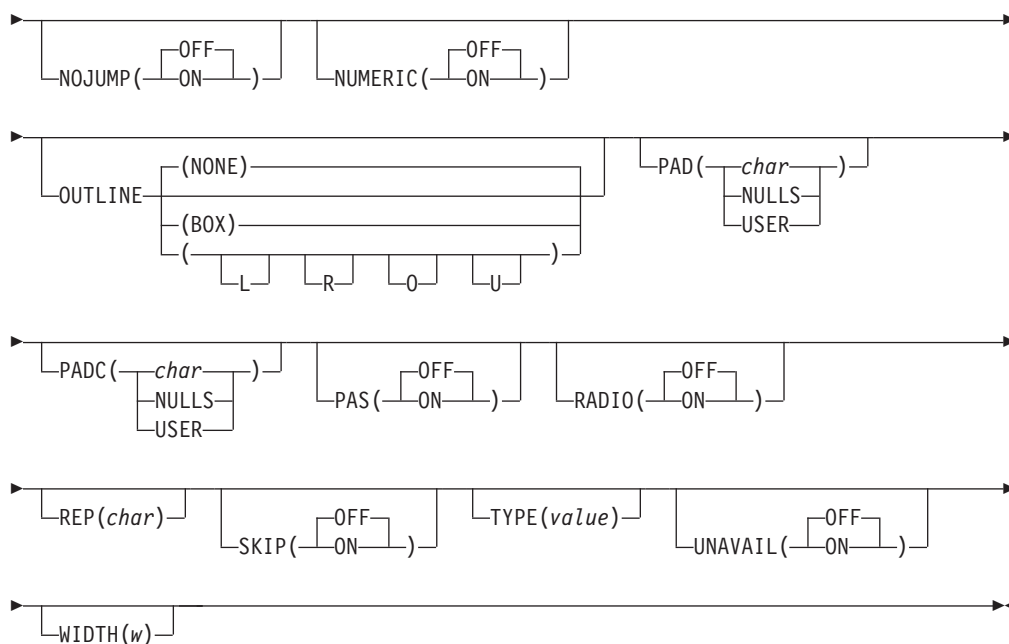 OFF OFF
NOJUMP( ON ) NUMERIC( ON )
(NONE) PAD( char )
OUTLINE NULLS
(BOX) USER
( )
L R O U
PADC( char ) OFF OFF
NULLS PAS( ON ) RADIO( ON )
USER
REP(char) OFF TYPE(value) OFF
SKIP( ON ) UNAVAIL( ON )
WIDTH(w)